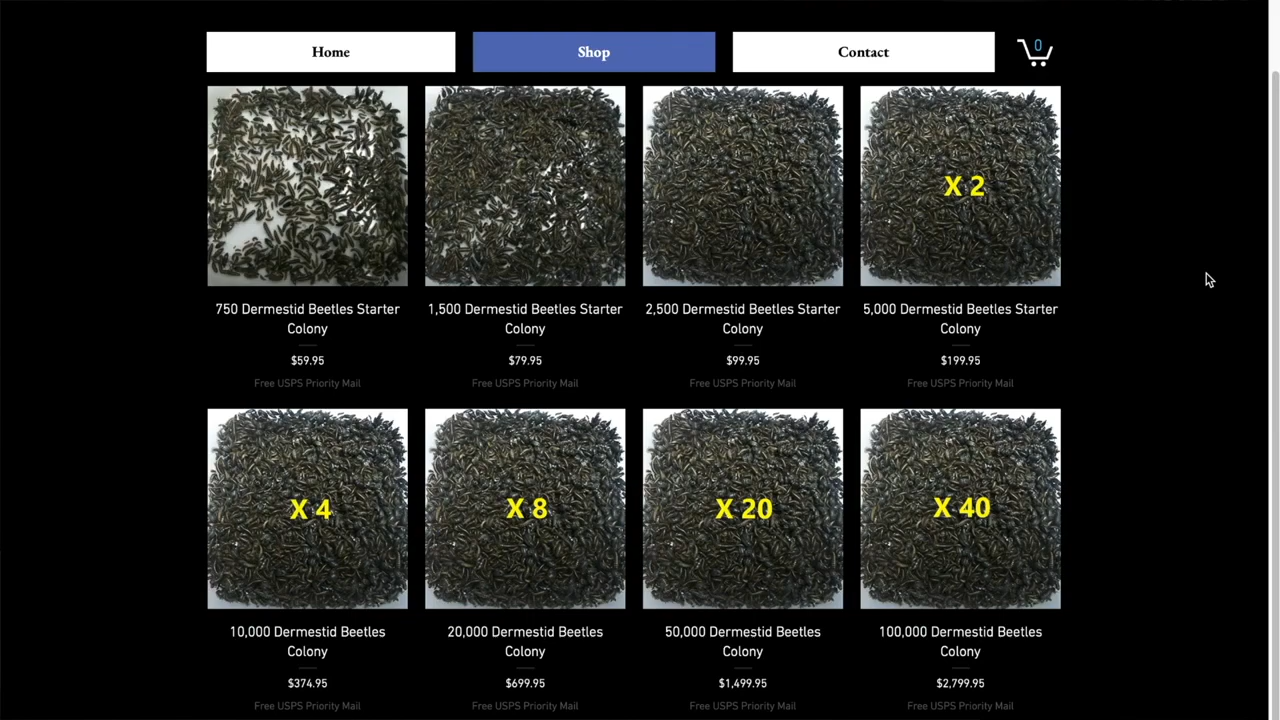 Home
Shop
Contact
0
X 2
750 Dermestid Beetles Starter
Colony
$59.95
Free USPS Priority Mail
1,500 Dermestid Beetles Starter
Colony
$79.95
Free USPS Priority Mail
2,500 Dermestid Beetles Starter
Colony
$99.95
Free USPS Priority Mail
5,000 Dermestid Beetles Starter
Colony
$199.95
Free USPS Priority Mail
X 4
X 8
X 20
X 40
10,000 Dermestid Beetles
Colony
$374.95
Free USPS Priority Mail
20,000 Dermestid Beetles
Colony
$699.95
Free USPS Priority Mail
50,000 Dermestid Beetles
Colony
$1,499.95
Free USPS Priority Mail
100,000 Dermestid Beetles
Colony
$2,799.95
Free USPS Priority Mail